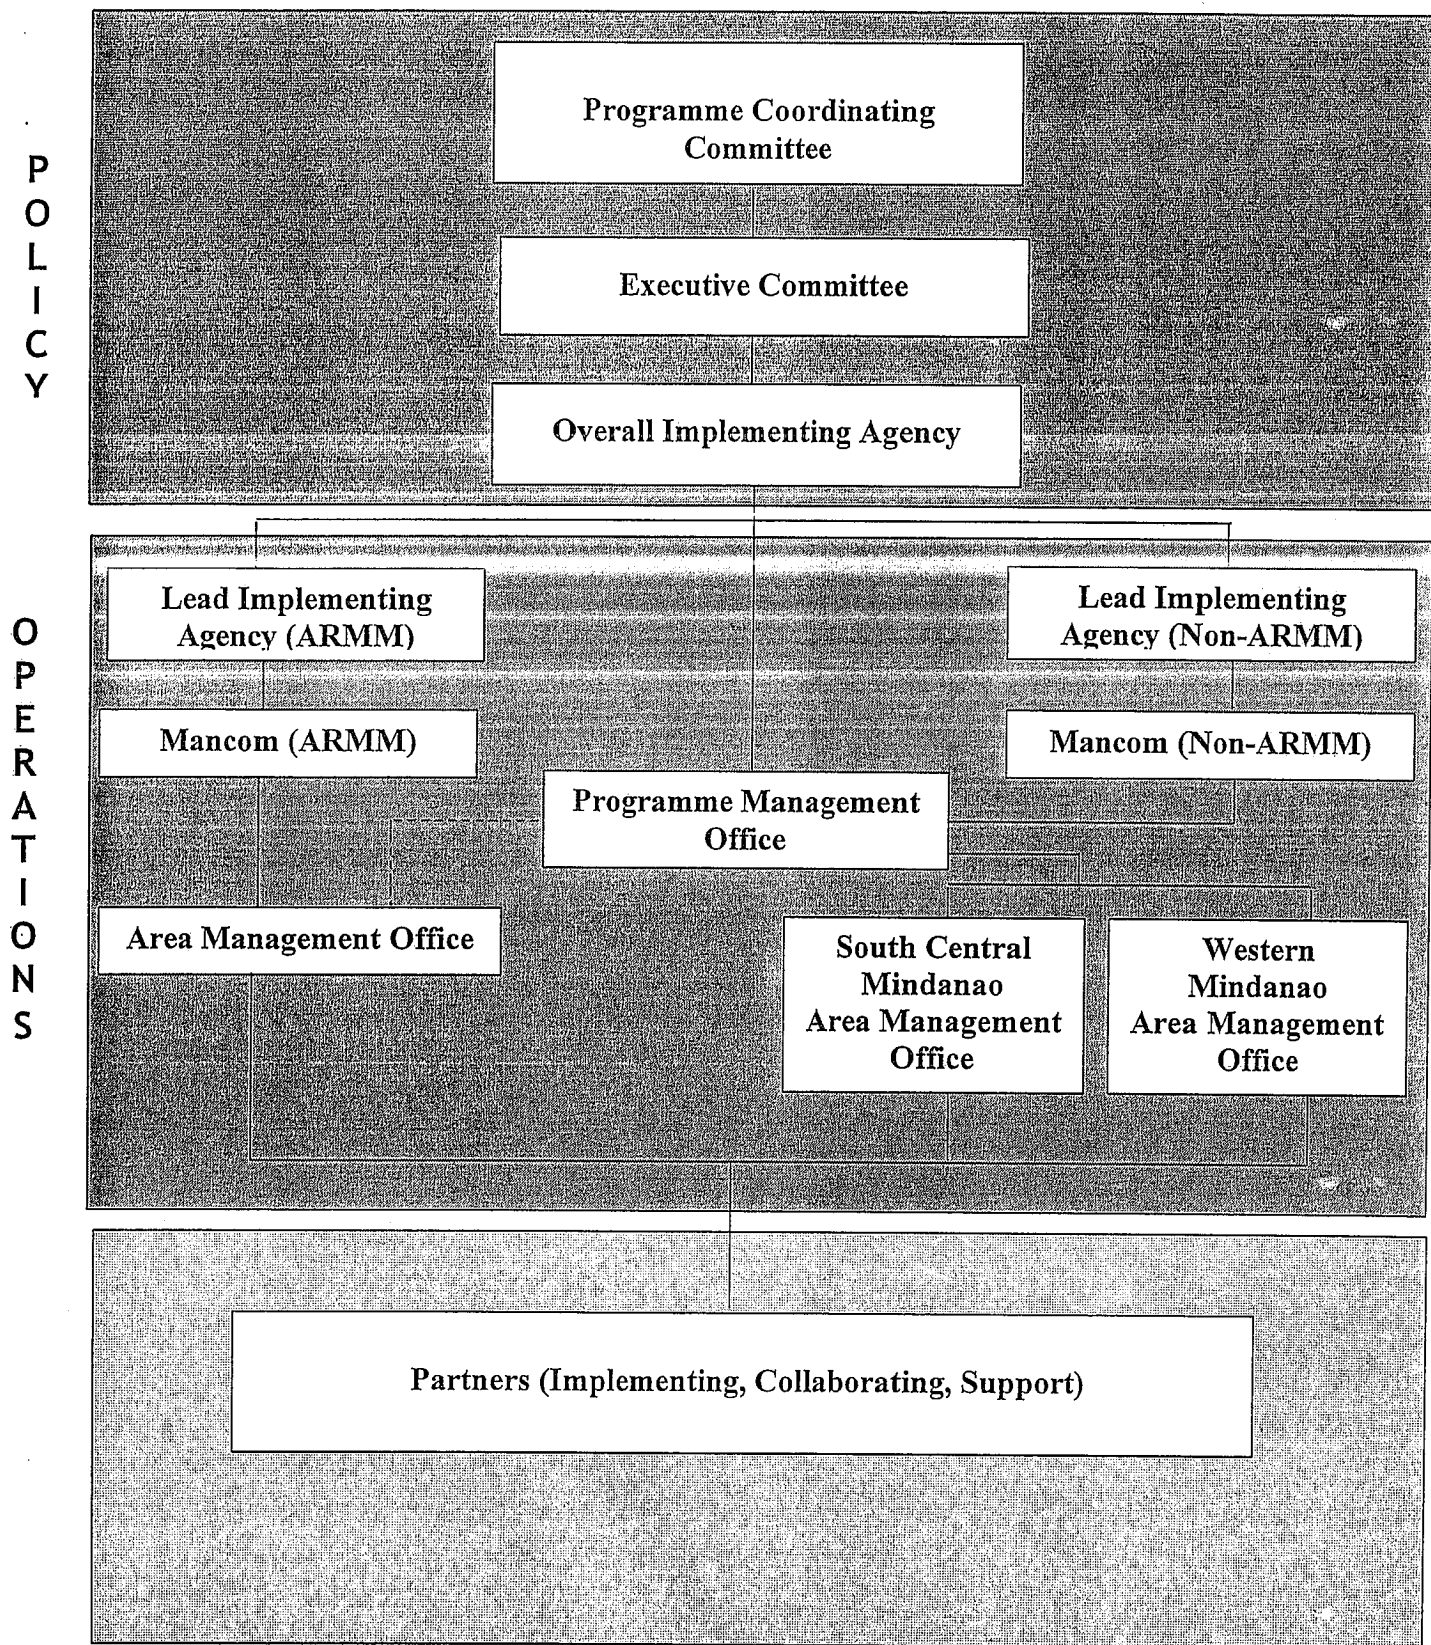 POLICY
Programme Coordinating
Committee
Executive Committee
Overall Implementing Agency
OPERATIONS
Lead Implementing
Agency (ARMM)
Lead Implementing
Agency (Non-ARMM)
Mancom (ARMM)
Mancom (Non-ARMM)
Programme Management
Office
Area Management Office
South Central
Mindanao
Area Management
Office
Western
Mindanao
Area Management
Office
Partners (Implementing, Collaborating, Support)